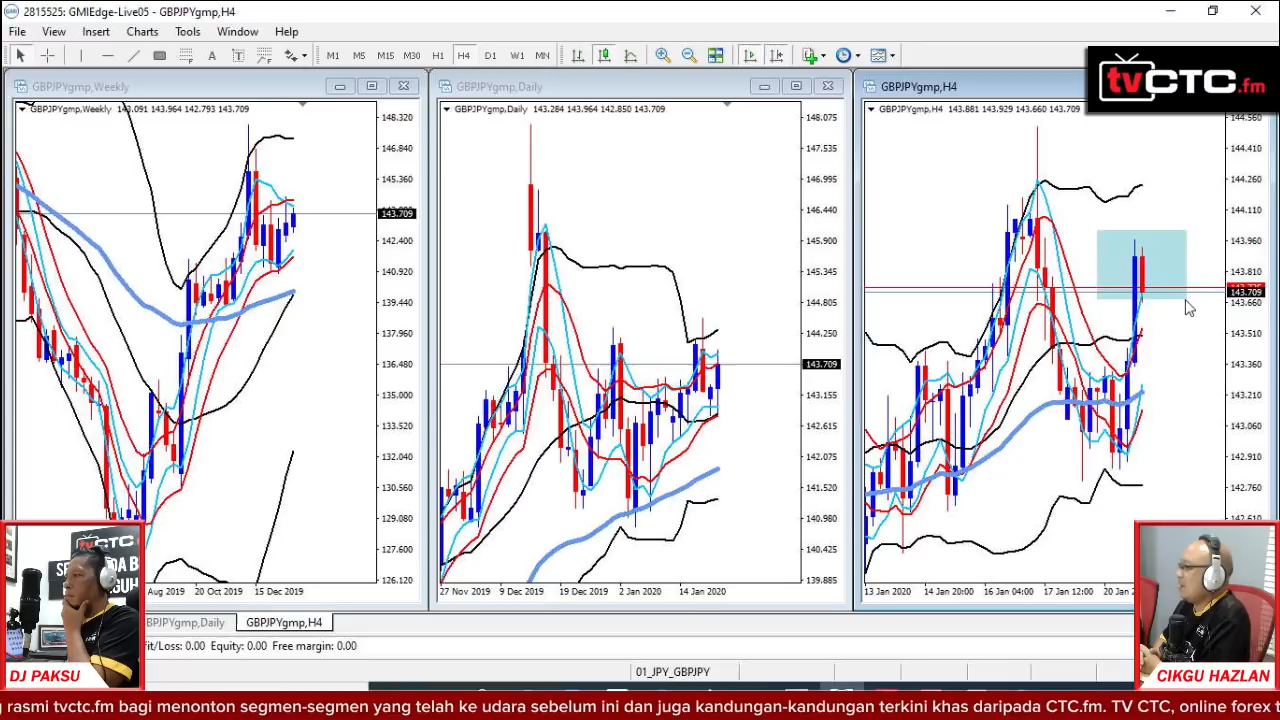 2815525: GMIEdge-Live05 - GBPJPYgmp,H4
File View Insert Charts Tools Window Help
M1 M5 M15 M30 H1 H4 D1 W1 MN
tvCTC.fm
GBPJPYgmp,Weekly
GBPJPYgmp,Daily
GBPJPYgmp,H4
GBPJPYgmp,Weekly 143.091 143.964 142.793 143.709
148.320
146.840
145.360
143.709
142.400
140.920
139.440
137.960
136.480
135.000
133.520
132.040
130.560
129.080
127.600
126.120
Aug 2019 20 Oct 2019 15 Dec 2019
GBPJPYgmp,Daily 143.284 143.964 142.850 143.709
148.075
147.535
146.995
146.440
145.900
145.345
144.805
144.250
143.709
143.155
142.615
142.075
141.520
140.980
140.425
139.885
27 Nov 2019 9 Dec 2019 19 Dec 2019 2 Jan 2020 14 Jan 2020
GBPJPYgmp,H4 143.881 143.929 143.660 143.709
144.560
144.410
144.260
144.110
143.960
143.810
143.709
143.660
143.510
143.360
143.210
143.060
142.910
142.760
142.610
13 Jan 2020 14 Jan 20:00 16 Jan 04:00 17 Jan 12:00 20 Jan
GBPJPYgmp,H4
Profit/Loss: 0.00 Equity: 0.00 Free margin: 0.00
01_JPY_GBPJPY
DJ PAKSU
CIKGU HAZLAN
rasmi tvctc.fm bagi menonton segmen-segmen yang telah ke udara sebelum ini dan juga kandungan-kandungan terkini khas daripada CTC.fm. TV CTC, online forex